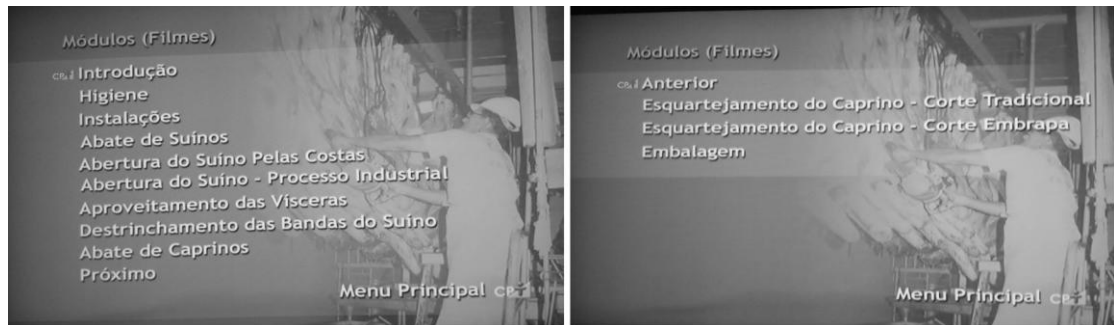 Módulos (Filmes)
Introdução
Higiene
Instalações
Abate de Suínos
Abertura do Suíno Pelas Costas
Abertura do Suíno - Processo Industrial
Aproveitamento das Vísceras
Destrinchamento das Bandas do Suíno
Abate de Caprinos
Próximo
Menu Principal
Módulos (Filmes)
Anterior
Esquartejamento do Caprino - Corte Tradicional
Esquartejamento do Caprino - Corte Embrapa
Embalagem
Menu Principal